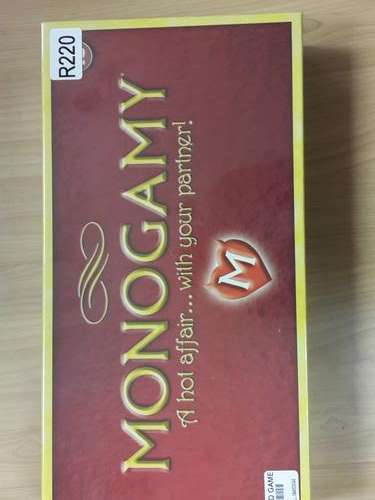 R220
MONOGAMY
A hot affair... with your partner!
M
D GAME